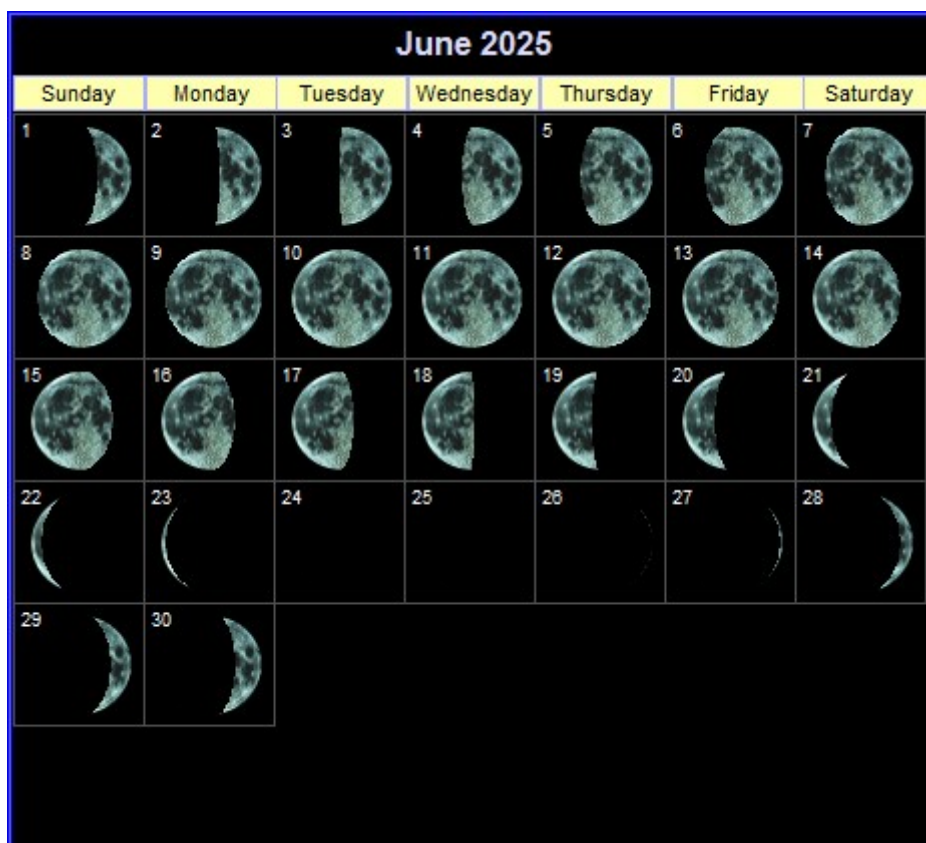 June 2025
Sunday Monday Tuesday Wednesday Thursday Friday Saturday
1 2 3 4 5 6 7
8 9 10 11 12 13 14
15 16 17 18 19 20 21
22 23 24 25 26 27 28
29 30